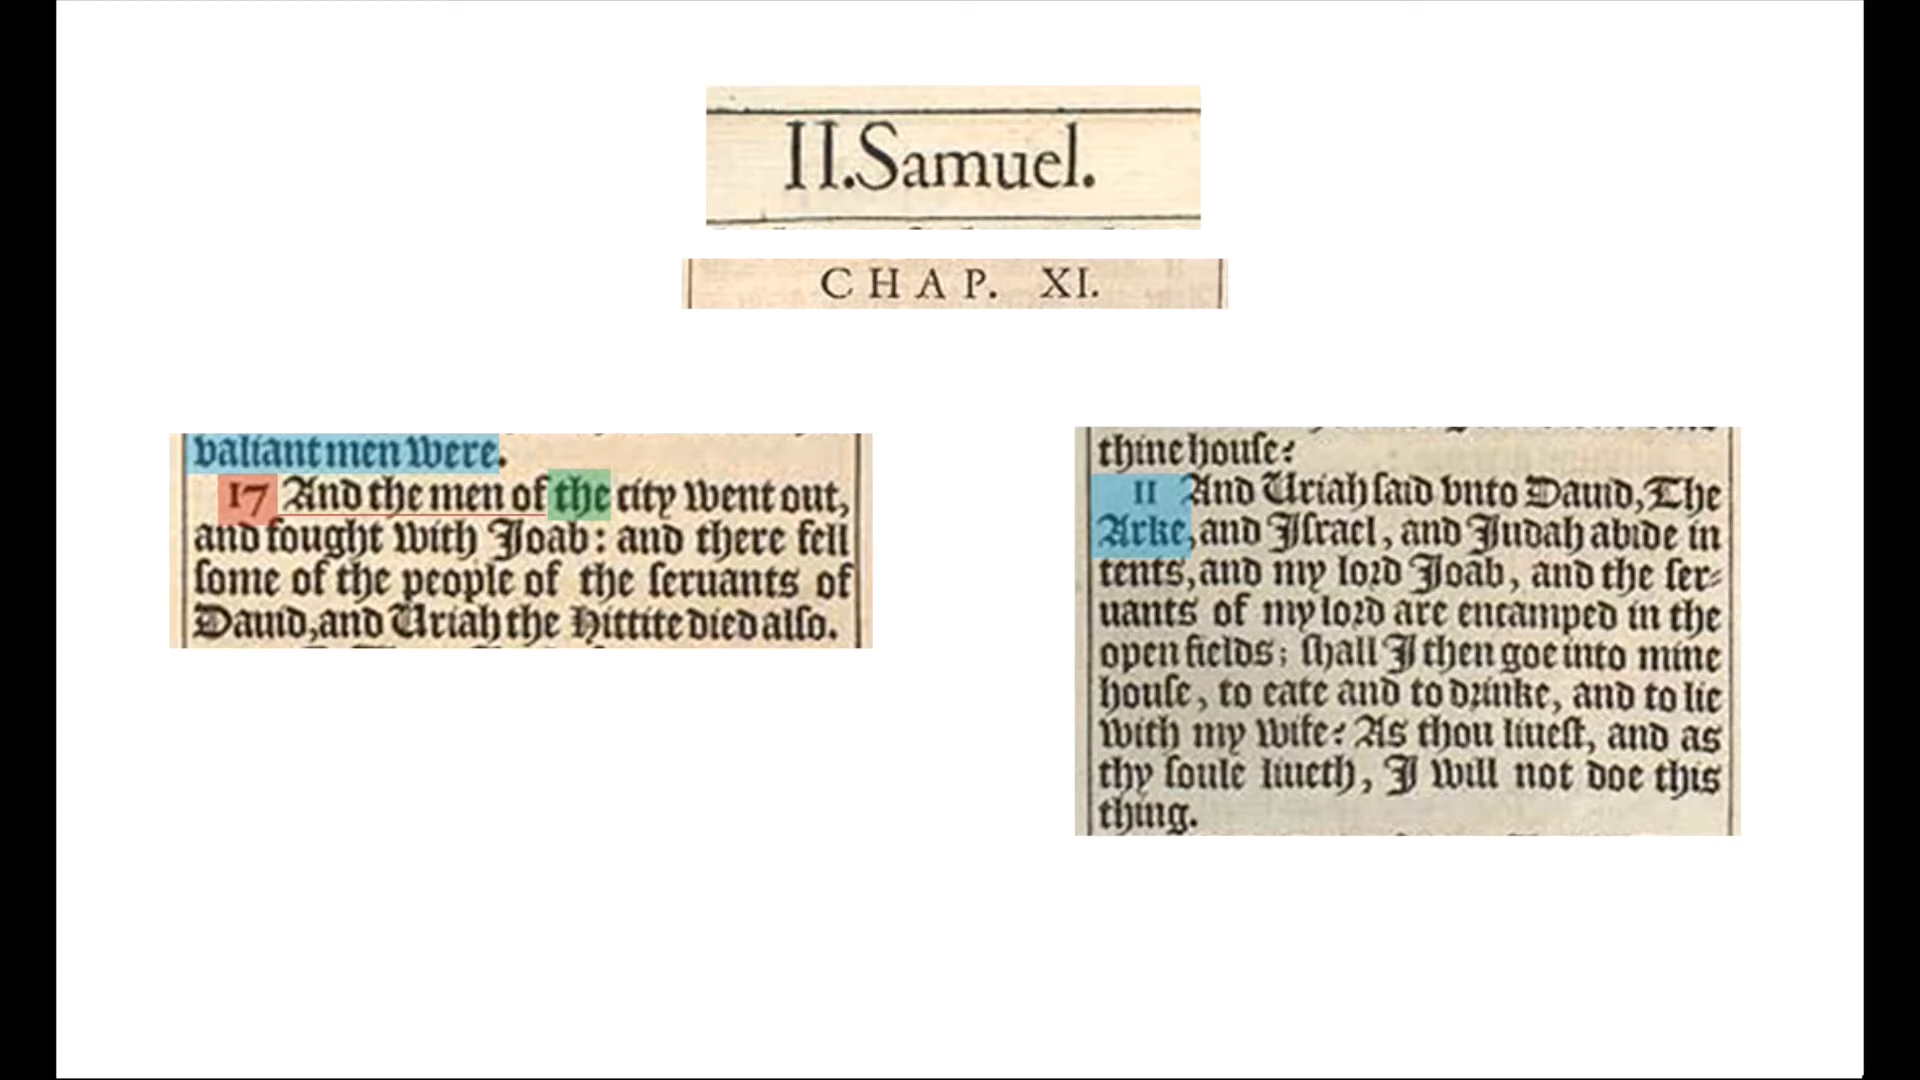 II.Samuel.
CHAP. XI.
valiant men were.
17 And the men of the city went out,
and fought with Joab: and there fell
some of the people of the seruants of
Dauid,and Uriah the Hittite died also.
thine house?
11 And Uriah said vnto Dauid, The
Arke, and Israel, and Judah abide in
tents, and my lord Joab, and the ser-
uants of my lord are encamped in the
open fields; shall I then goe into mine
house, to eate and to drinke, and to lie
with my wife? As thou liuest, and as
thy soule liueth, I will not doe this
thing.